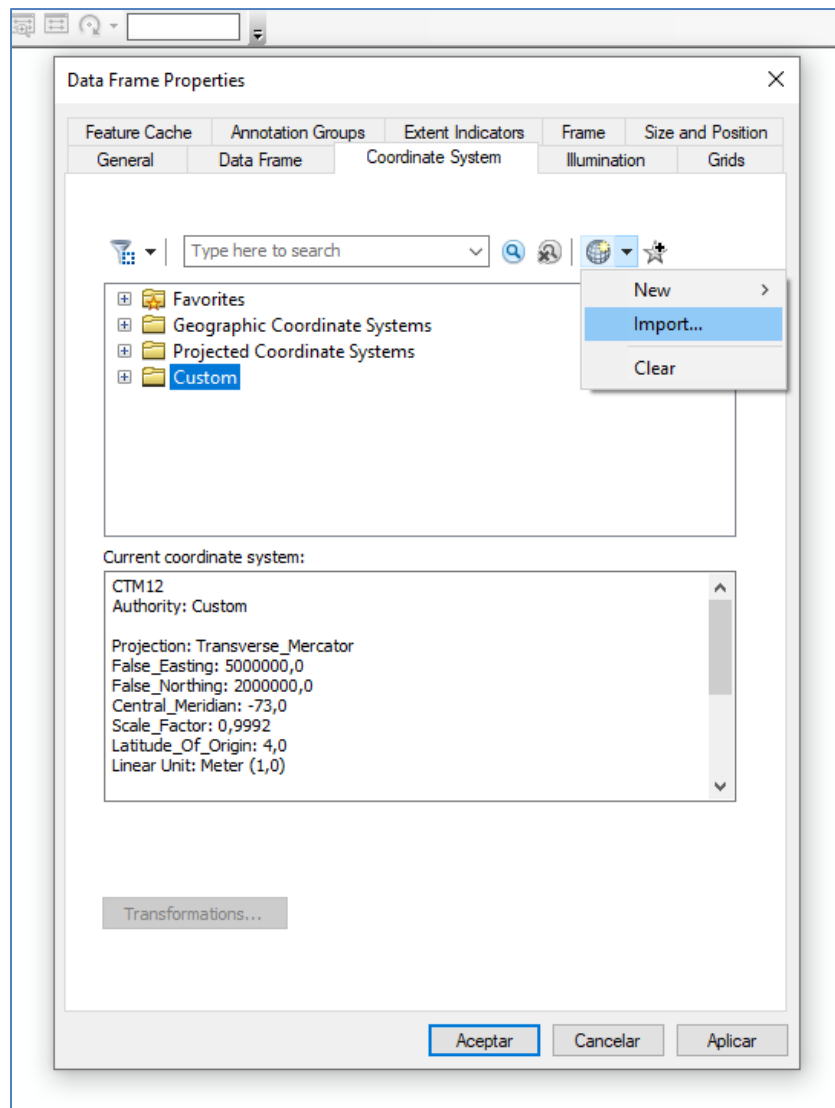 Data Frame Properties
Feature Cache Annotation Groups Extent Indicators Frame Size and Position
General Data Frame Coordinate System Illumination Grids
Type here to search
New
Import...
Clear
Favorites
Geographic Coordinate Systems
Projected Coordinate Systems
Custom
Current coordinate system:
CTM12
Authority: Custom
Projection: Transverse_Mercator
False_Easting: 5000000,0
False_Northing: 2000000,0
Central_Meridian: -73,0
Scale_Factor: 0,9992
Latitude_Of_Origin: 4,0
Linear Unit: Meter (1,0)
Transformations...
Aceptar Cancelar Aplicar